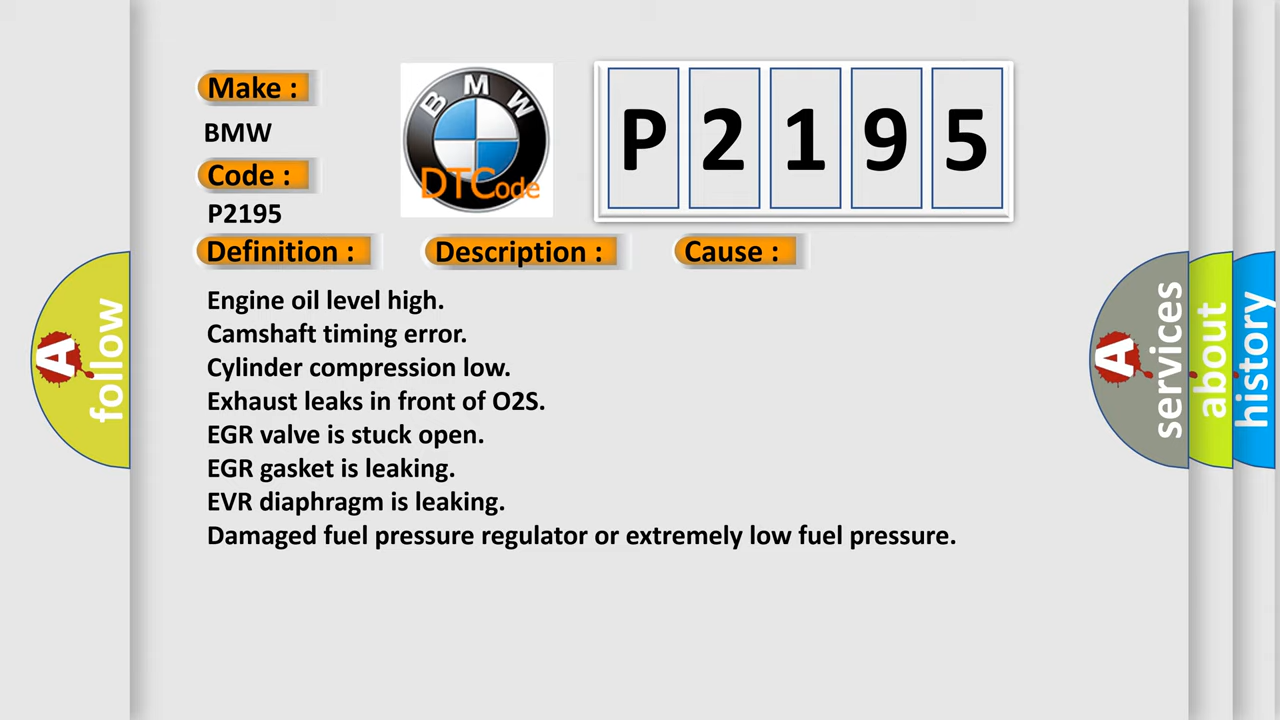 Make :
BMW
Code :
P2195
BMW
DTCode
P 2 1 9 5
Definition :
Description :
Cause :
Engine oil level high.
Camshaft timing error.
Cylinder compression low.
Exhaust leaks in front of O2S.
EGR valve is stuck open.
EGR gasket is leaking.
EVR diaphragm is leaking.
Damaged fuel pressure regulator or extremely low fuel pressure.
A
follow
A
services
about
history